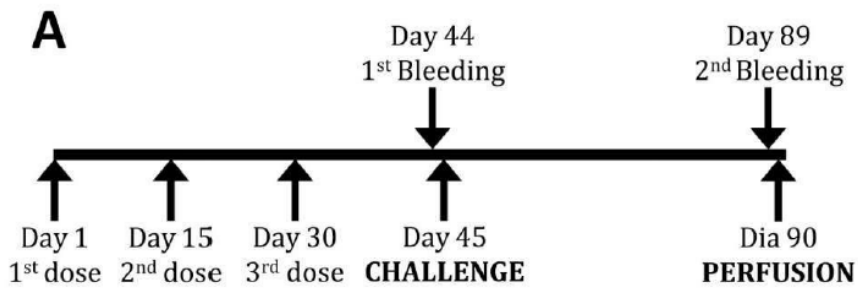 A
Day 44
1st Bleeding
Day 89
2nd Bleeding
Day 1
1st dose
Day 15
2nd dose
Day 30
3rd dose
Day 45
CHALLENGE
Dia 90
PERFUSION